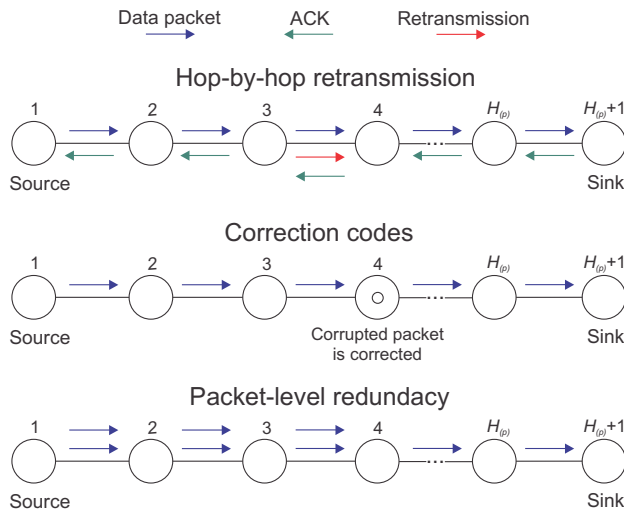 Data packet ACK Retransmission
Hop-by-hop retransmission
1 2 3 4 H(p) H(p)+1
...
Source Sink
Correction codes
1 2 3 4 H(p) H(p)+1
...
Source Corrupted packet Sink
is corrected
Packet-level redundacy
1 2 3 4 H(p) H(p)+1
...
Source Sink